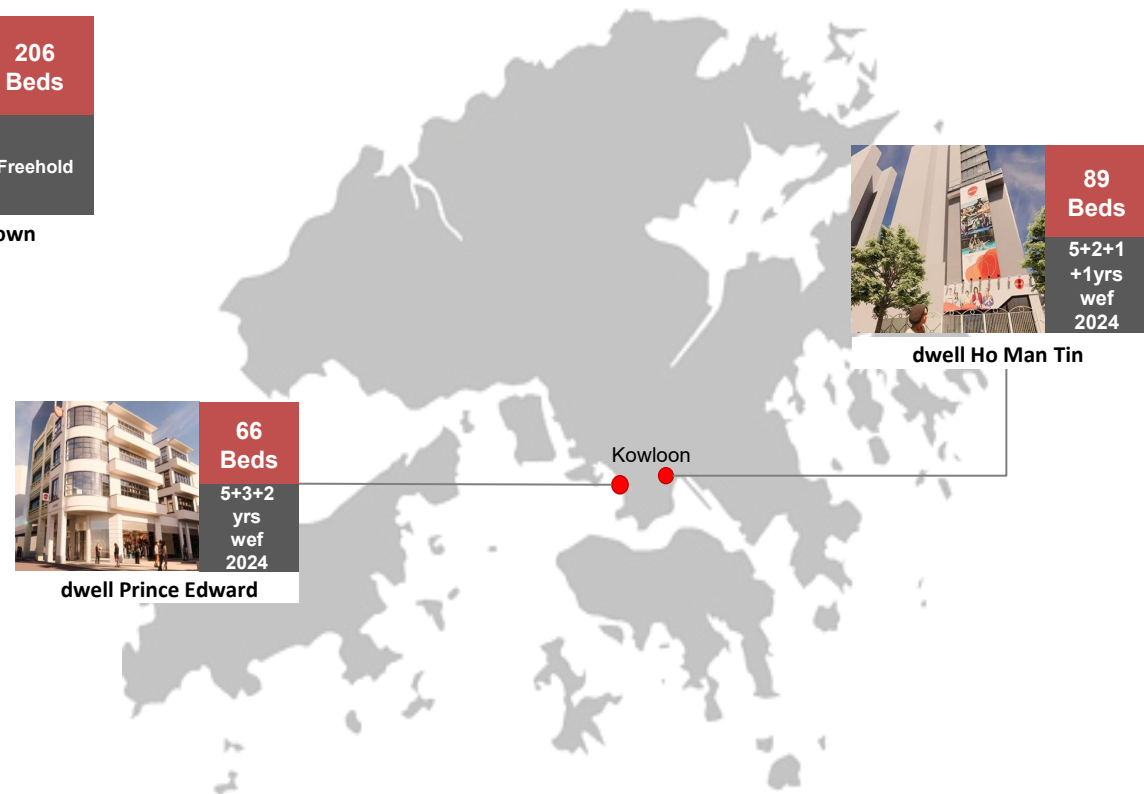 206
Beds
Freehold
own
89
Beds
5+2+1
+1yrs
wef
2024
dwell Ho Man Tin
Kowloon
66
Beds
5+3+2
yrs
wef
2024
dwell Prince Edward